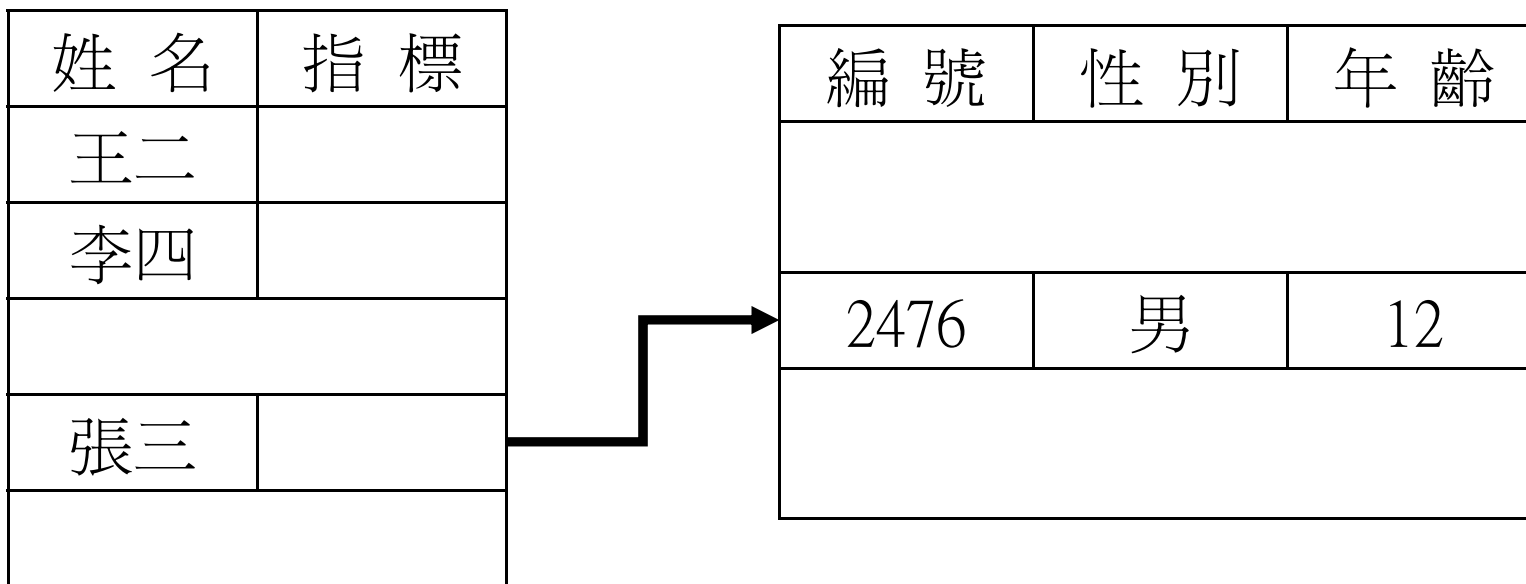 姓 名 指 標
王二
李四
張三
編 號 性 別 年 齡
2476 男 12